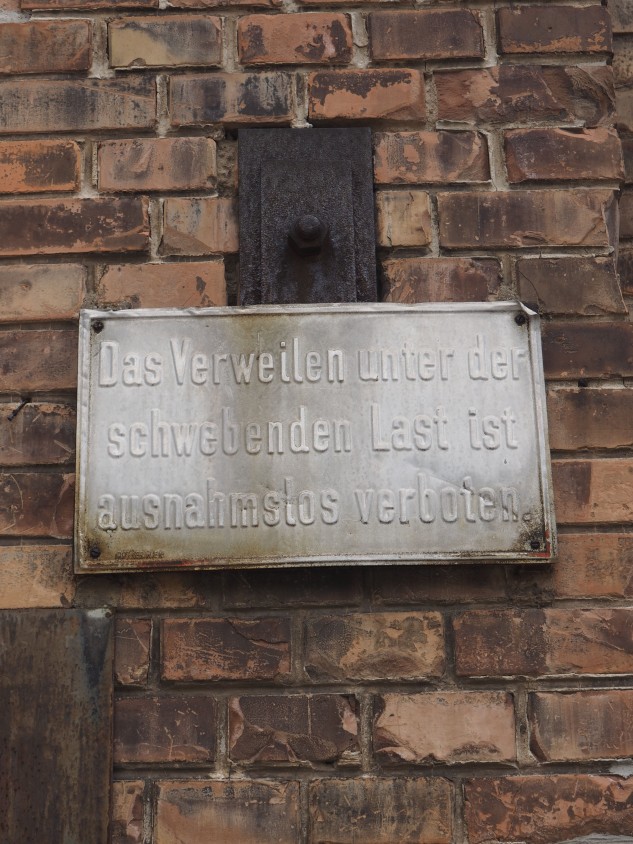 Das Verweilen unter der
schwebenden Last ist
ausnahmslos verboten.